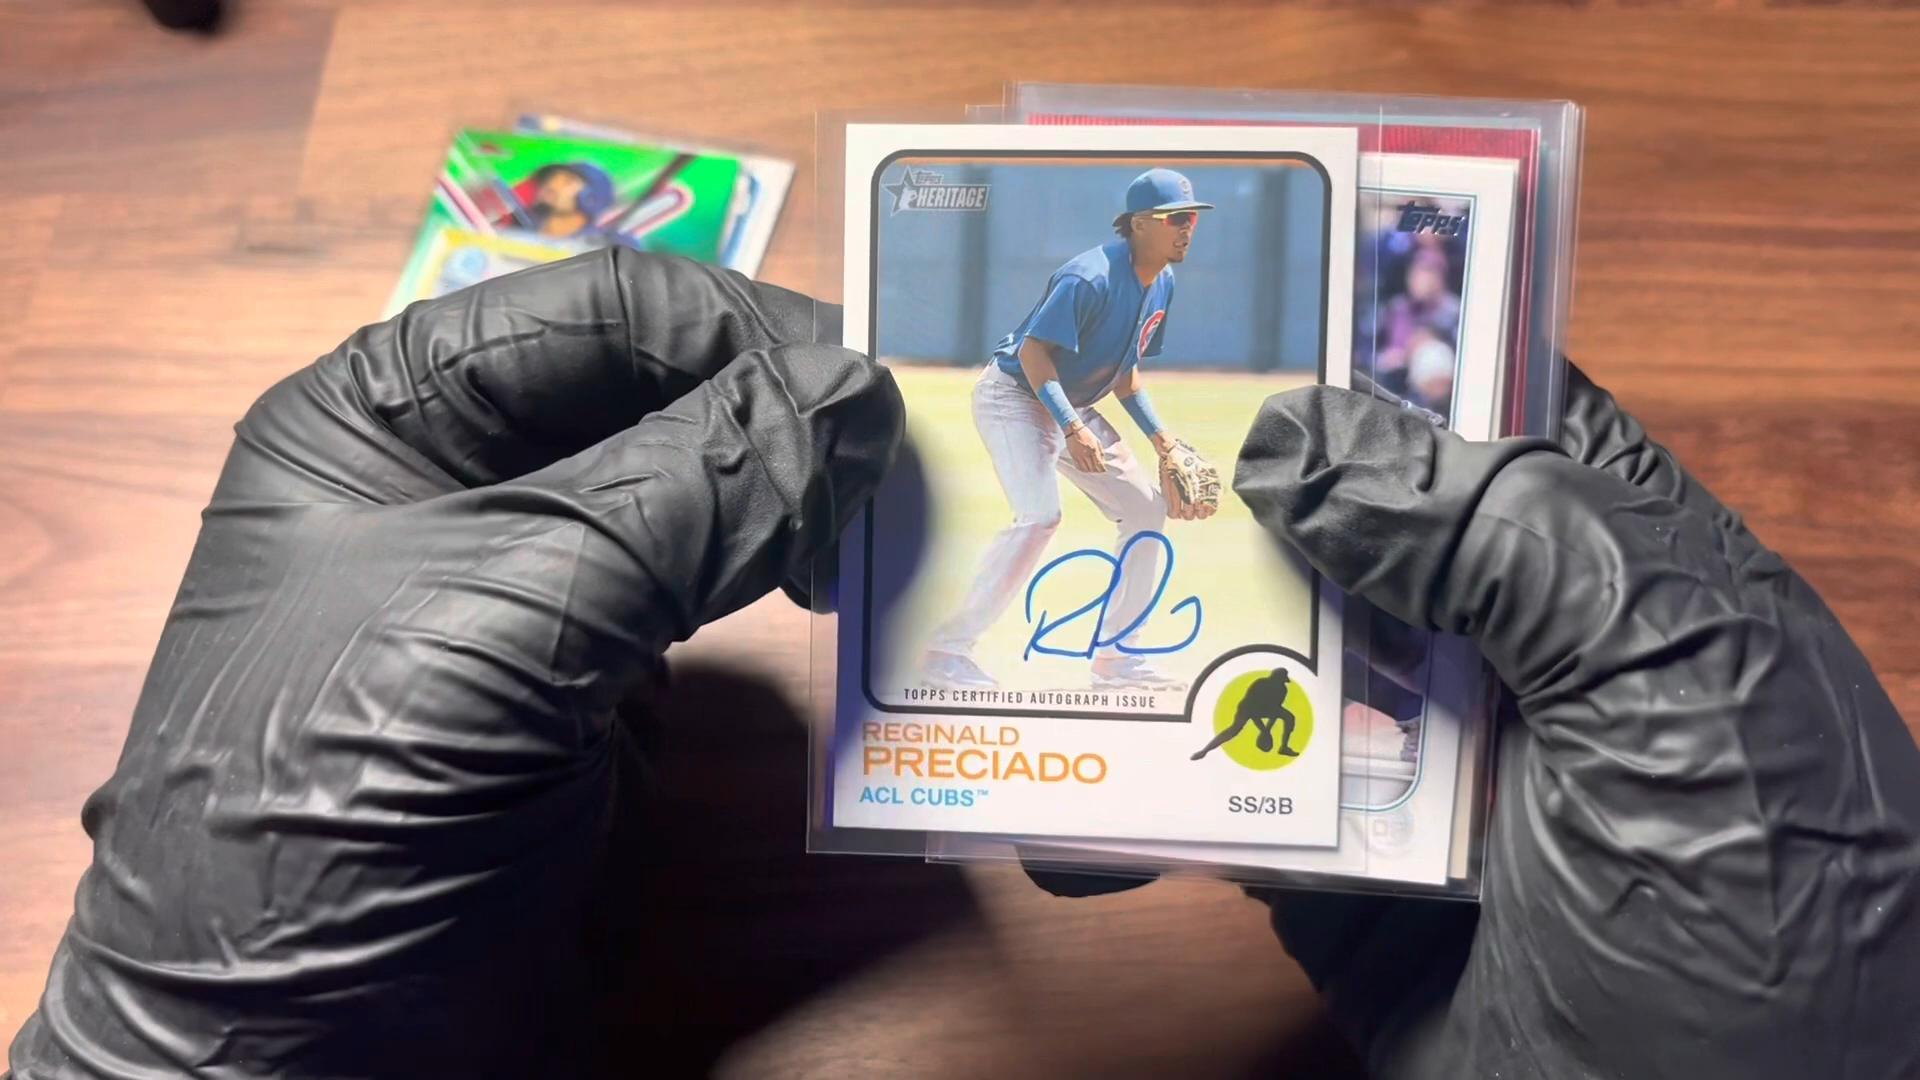 TOPPS
HERITAGE
TOPPS
TOPPS CERTIFIED AUTOGRAPH ISSUE
REGINALD
PRECIADO
ACL CUBS™
SS/3B